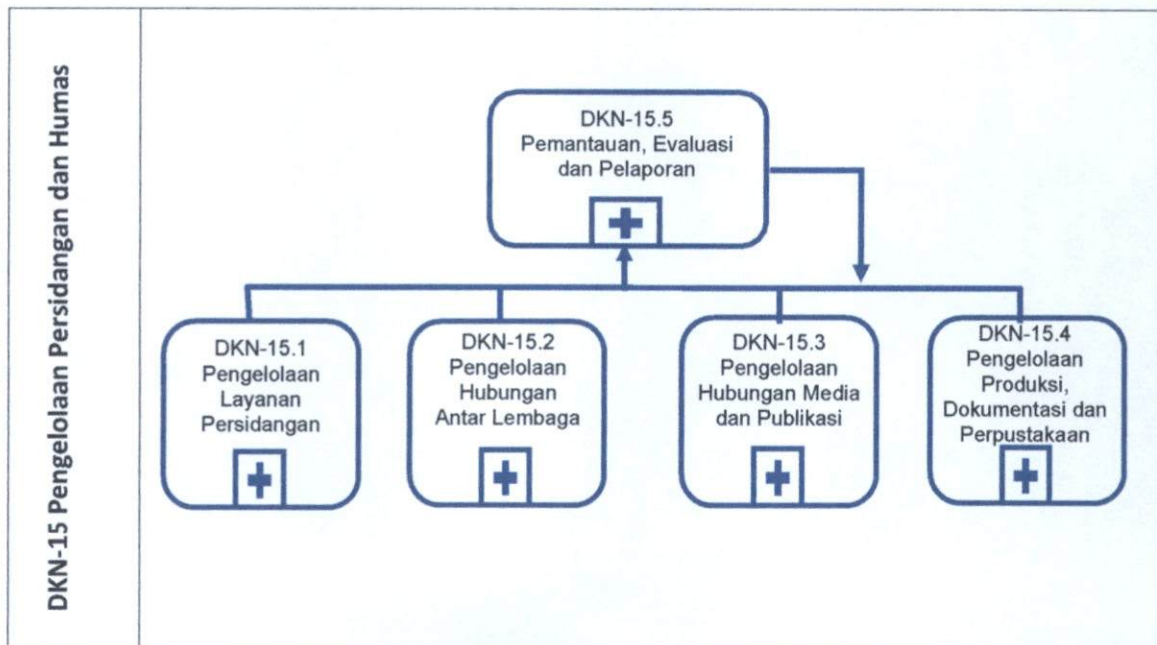 DKN-15 Pengelolaan Persidangan dan Humas
DKN-15.5
Pemantauan, Evaluasi
dan Pelaporan
DKN-15.1
Pengelolaan
Layanan
Persidangan
DKN-15.2
Pengelolaan
Hubungan
Antar Lembaga
DKN-15.3
Pengelolaan
Hubungan Media
dan Publikasi
DKN-15.4
Pengelolaan
Produksi,
Dokumentasi dan
Perpustakaan